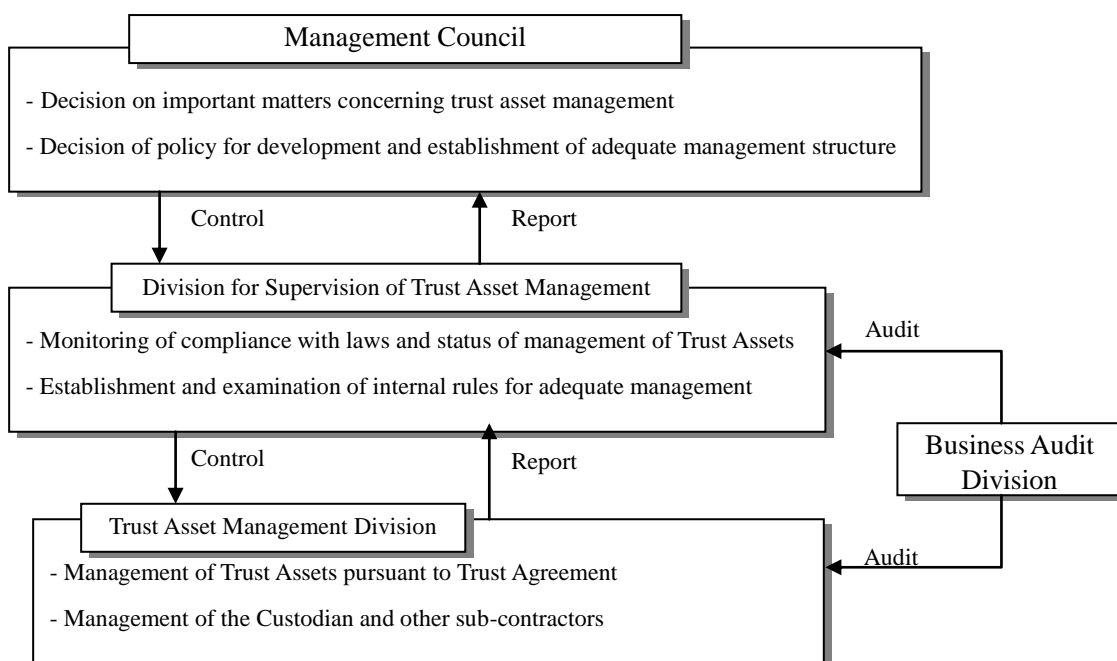 Management Council
- Decision on important matters concerning trust asset management
- Decision of policy for development and establishment of adequate management structure
Control
Report
Division for Supervision of Trust Asset Management
- Monitoring of compliance with laws and status of management of Trust Assets
- Establishment and examination of internal rules for adequate management
Audit
Control
Report
Business Audit
Division
Trust Asset Management Division
- Management of Trust Assets pursuant to Trust Agreement
- Management of the Custodian and other sub-contractors
Audit